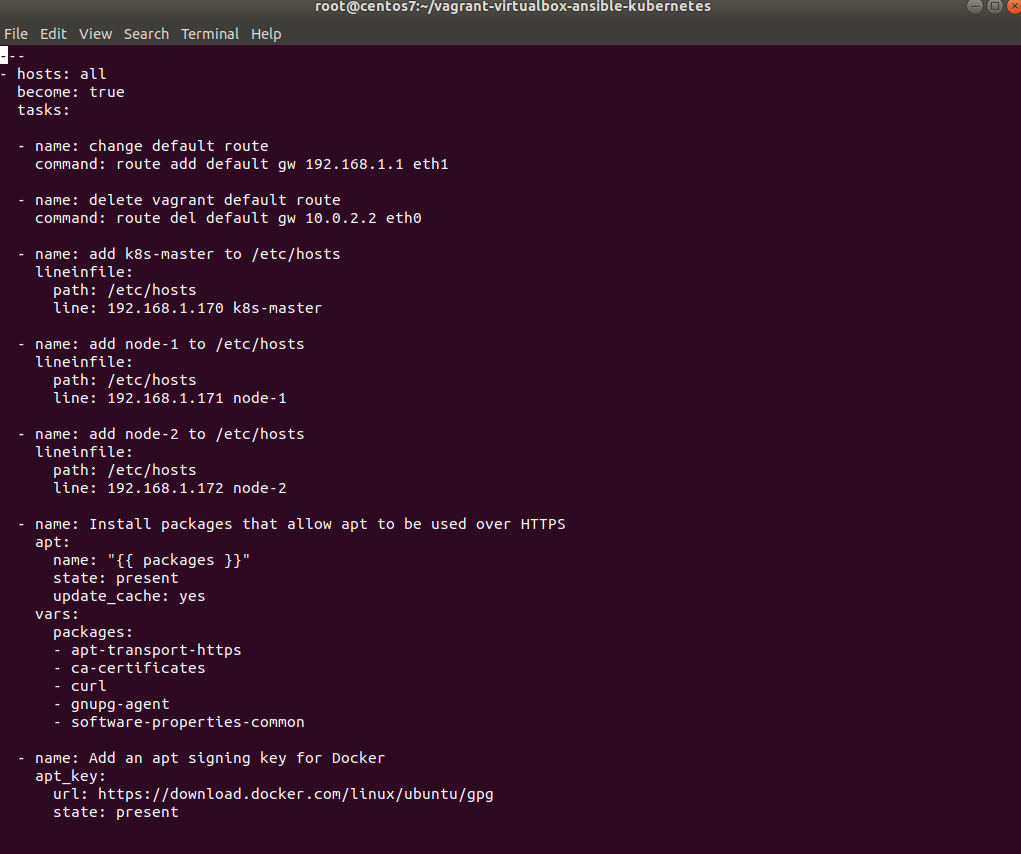 root@centos7:~/vagrant-virtualbox-ansible-kubernetes
File Edit View Search Terminal Help
---
- hosts: all
  become: true
  tasks:

  - name: change default route
    command: route add default gw 192.168.1.1 eth1

  - name: delete vagrant default route
    command: route del default gw 10.0.2.2 eth0

  - name: add k8s-master to /etc/hosts
    lineinfile:
      path: /etc/hosts
      line: 192.168.1.170 k8s-master

  - name: add node-1 to /etc/hosts
    lineinfile:
      path: /etc/hosts
      line: 192.168.1.171 node-1

  - name: add node-2 to /etc/hosts
    lineinfile:
      path: /etc/hosts
      line: 192.168.1.172 node-2

  - name: Install packages that allow apt to be used over HTTPS
    apt:
      name: "{{ packages }}"
      state: present
      update_cache: yes
    vars:
      packages:
      - apt-transport-https
      - ca-certificates
      - curl
      - gnupg-agent
      - software-properties-common

  - name: Add an apt signing key for Docker
    apt_key:
      url: https://download.docker.com/linux/ubuntu/gpg
      state: present